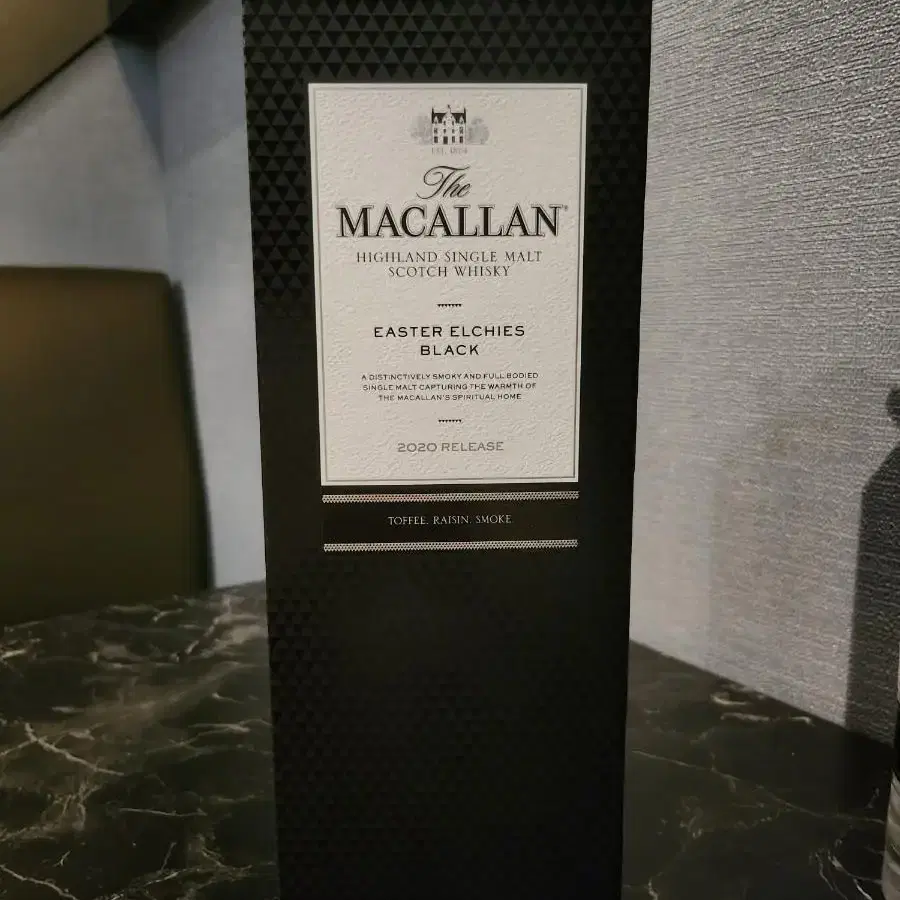 EST. 1824
The
MACALLAN®
HIGHLAND SINGLE MALT
SCOTCH WHISKY
EASTER ELCHIES
BLACK
A DISTINCTIVELY SMOKY AND FULL BODIED
SINGLE MALT CAPTURING THE WARMTH OF
THE MACALLAN'S SPIRITUAL HOME
2020 RELEASE
TOFFEE. RAISIN. SMOKE.